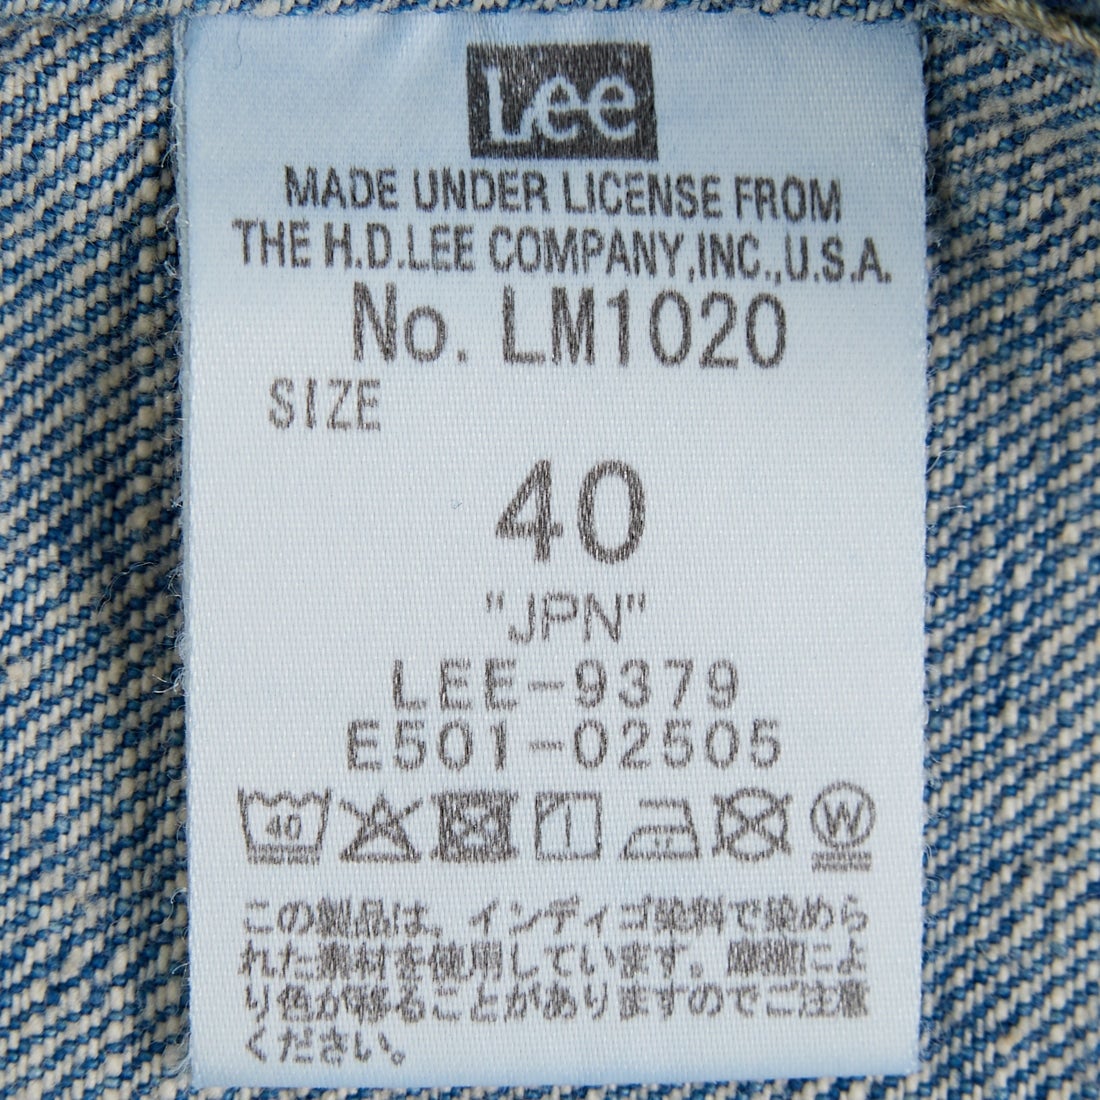 Lee
MADE UNDER LICENSE FROM
THE H.D.LEE COMPANY,INC.,U.S.A.
No. LM1020
SIZE
40
"JPN"
LEE-9379
E501-02505
40
W
この製品は、インディゴ染料で染めら
れた素材を使用しています。摩擦によ
り色が移ることがありますのでご注意
ください。